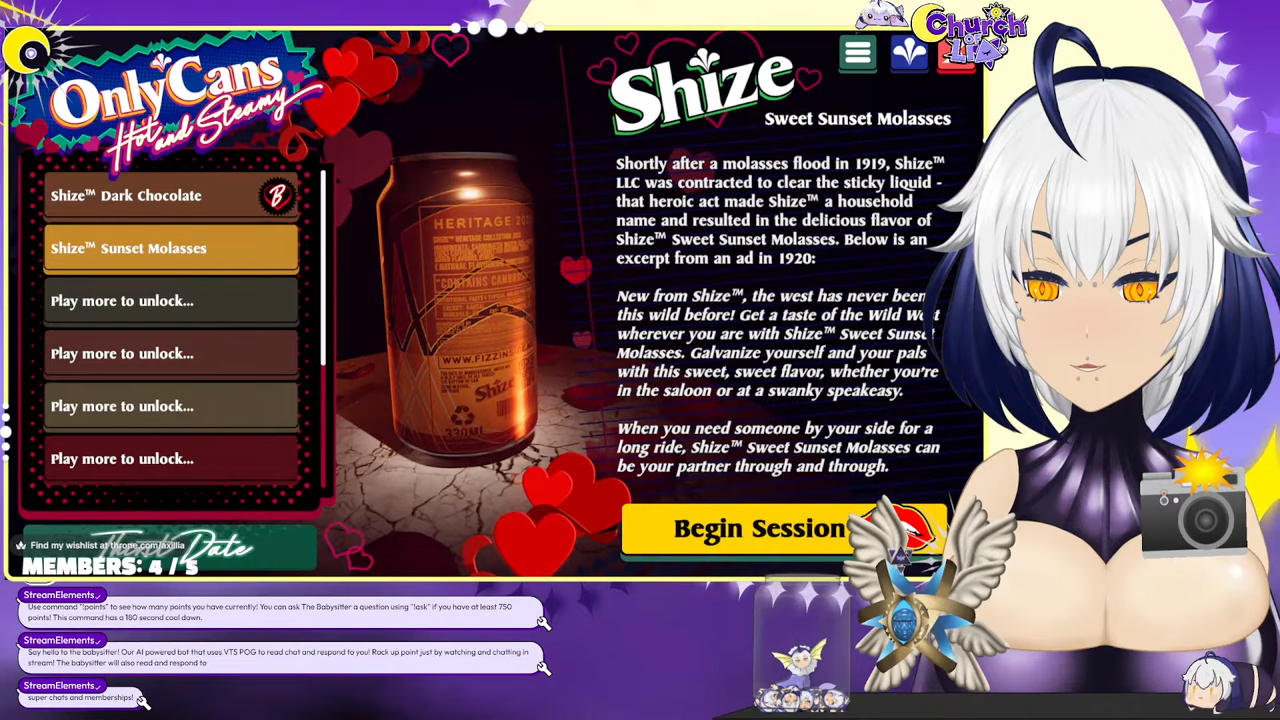 OnlyCans
Hot and Steamy
Shize™ Dark Chocolate
B
Shize™ Sunset Molasses
Play more to unlock...
Play more to unlock...
Play more to unlock...
Play more to unlock...
Date
Find my wishlist at throne.com/axillia
MEMBERS: 4 / 5
HERITAGE
"CONTAINS
WWW.FIZZINS
Shize
330ML
Shize
Sweet Sunset Molasses
Shortly after a molasses flood in 1919, Shize™
LLC was contracted to clear the sticky liquid -
that heroic act made Shize™ a household
name and resulted in the delicious flavor of
Shize™ Sweet Sunset Molasses. Below is an
excerpt from an ad in 1920:
New from Shize™, the west has never been
this wild before! Get a taste of the Wild West
wherever you are with Shize™ Sweet Sunset
Molasses. Galvanize yourself and your pals
with this sweet, sweet flavor, whether you're
in the saloon or at a swanky speakeasy.
When you need someone by your side for a
long ride, Shize™ Sweet Sunset Molasses can
be your partner through and through.
Begin Session
Church
OF
LIA
StreamElements
Use command "!points" to see how many points you have currently! You can ask The Babysitter a question using "!ask" if you have at least 750
points! This command has a 180 second cool down.
StreamElements
Say hello to the babysitter! Our AI powered bot that uses VTS POG to read chat and respond to you! Rack up point just by watching and chatting in
stream! The babysitter will also read and respond to
StreamElements
super chats and memberships!